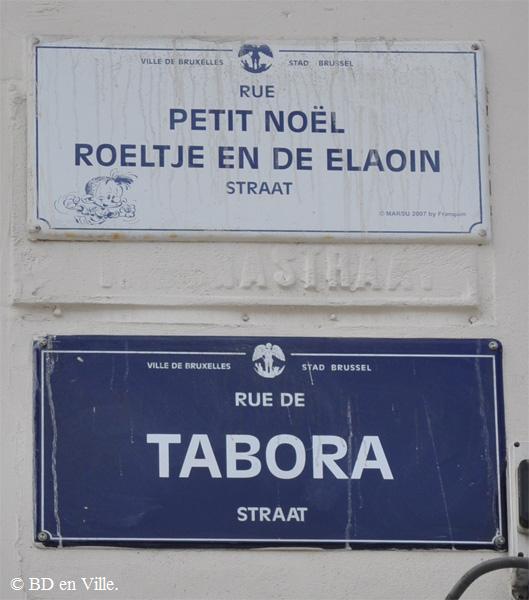 VILLE DE BRUXELLES STAD BRUSSEL
RUE
PETIT NOËL
ROELTJE EN DE ELAOIN
STRAAT
© MARSU 2007 by Franquin
ASTRAAT
VILLE DE BRUXELLES STAD BRUSSEL
RUE DE
TABORA
STRAAT
© BD en Ville.